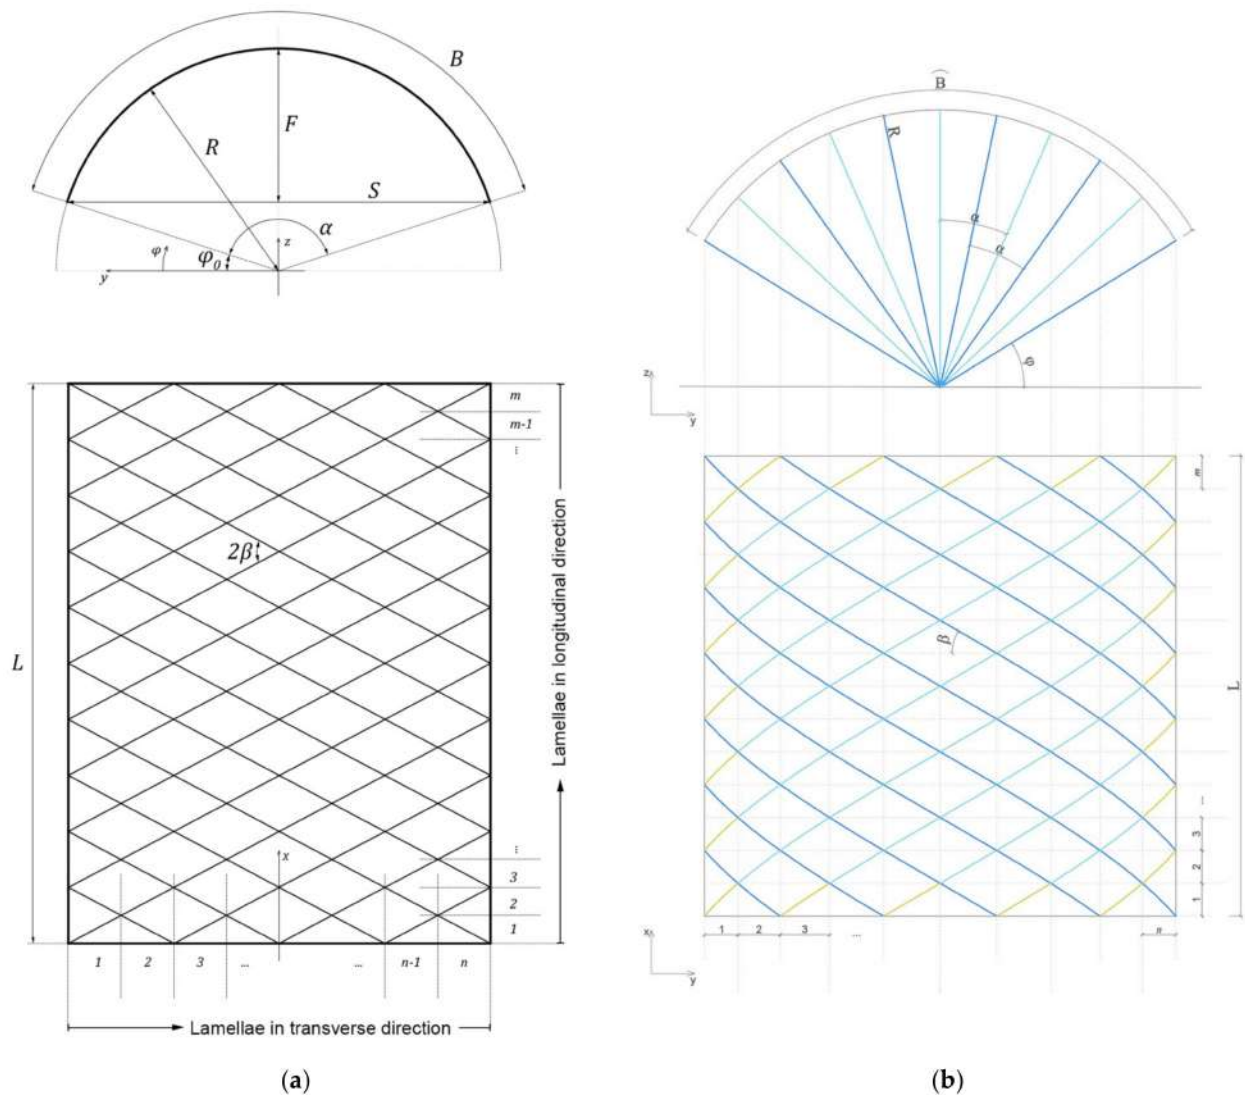 B
F
R
S
α
z
φ
φ₀
y
B
R
α
α
φ
z
y
m
m-1
...
2β
L
Lamellae in longitudinal direction
x
...
3
2
1
1 2 3 ... ... n-1 n
Lamellae in transverse direction
m
β
L
...
3
2
1
1 2 3 ... n
x
y
(a) (b)